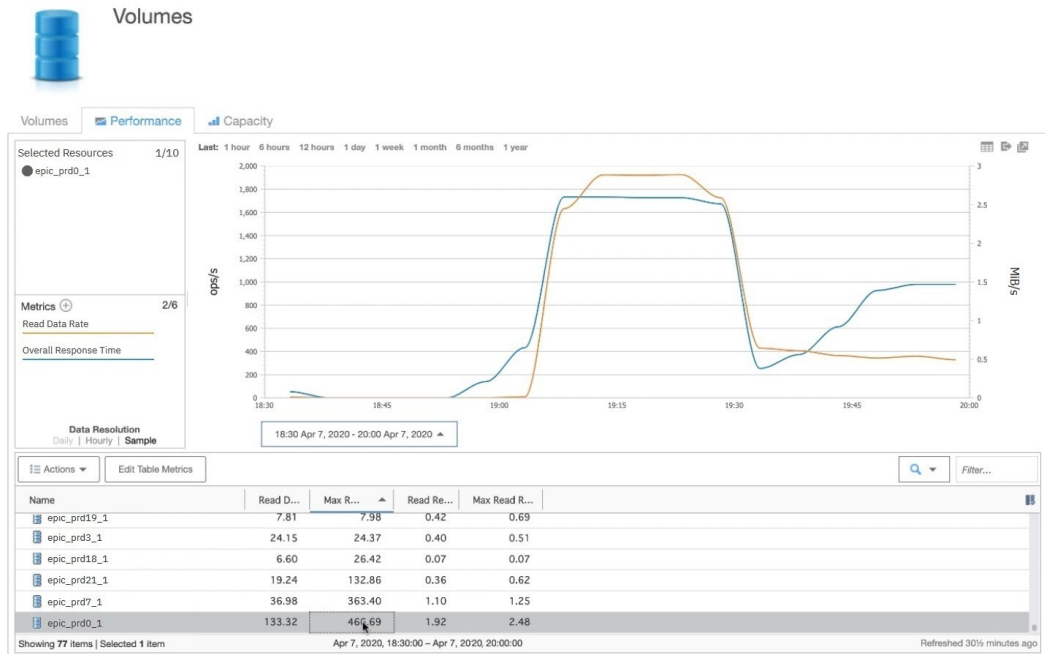 Volumes
Volumes Performance Capacity
Selected Resources 1/10
epic_prd0_1
Metrics 2/6
Read Data Rate
Overall Response Time
Data Resolution
Daily | Hourly | Sample
Last: 1 hour 6 hours 12 hours 1 day 1 week 1 month 6 months 1 year
2,000 3
1,800
1,600 2.5
1,400
2
1,200
ops/s 1,000 1.5 MiB/s
800
1
600
400 0.5
200
0 0
18:30 18:45 19:00 19:15 19:30 19:45 20:00
18:30 Apr 7, 2020 - 20:00 Apr 7, 2020
Actions Edit Table Metrics Filter...
Name Read D... Max R... Read Re... Max Read R...
epic_prd19_1 7.81 7.98 0.42 0.69
epic_prd3_1 24.15 24.37 0.40 0.51
epic_prd18_1 6.60 26.42 0.07 0.07
epic_prd21_1 19.24 132.86 0.36 0.62
epic_prd7_1 36.98 363.40 1.10 1.25
epic_prd0_1 133.32 466.69 1.92 2.48
Showing 77 items | Selected 1 item Apr 7, 2020, 18:30:00 – Apr 7, 2020, 20:00:00 Refreshed 30½ minutes ago